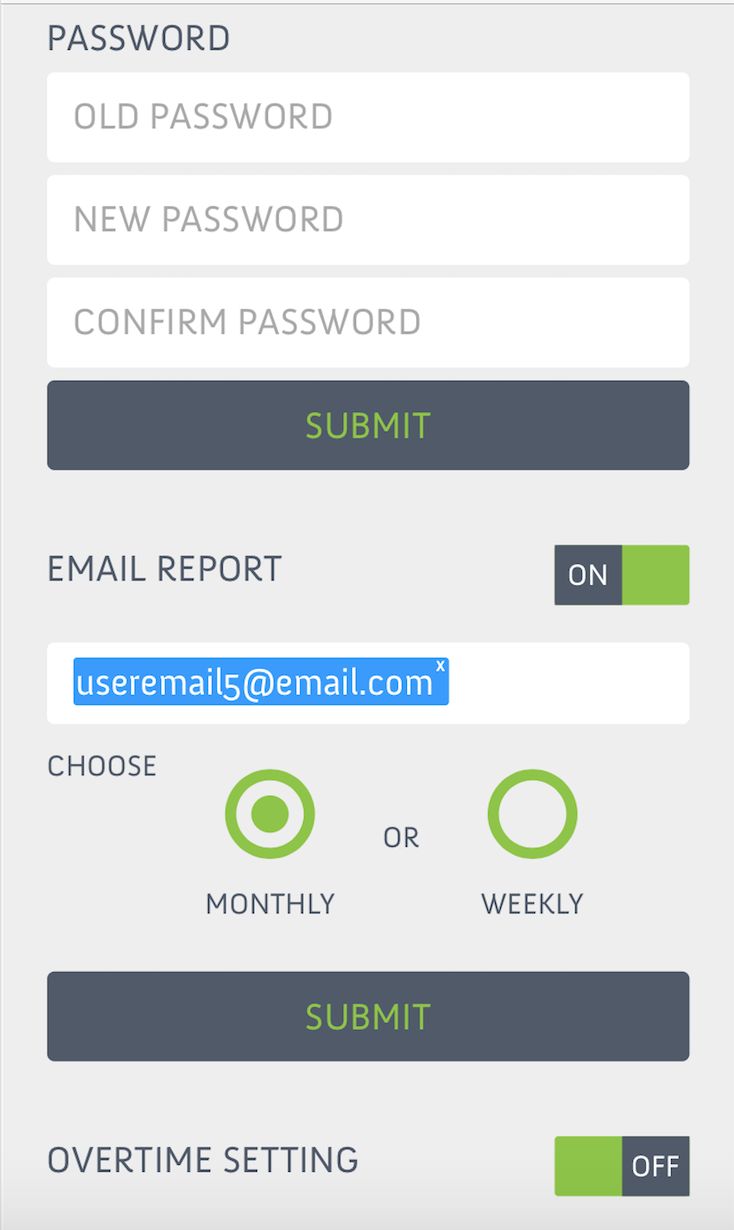 PASSWORD
OLD PASSWORD
NEW PASSWORD
CONFIRM PASSWORD
SUBMIT
EMAIL REPORT ON
useremail5@email.com x
CHOOSE
OR
MONTHLY WEEKLY
SUBMIT
OVERTIME SETTING OFF